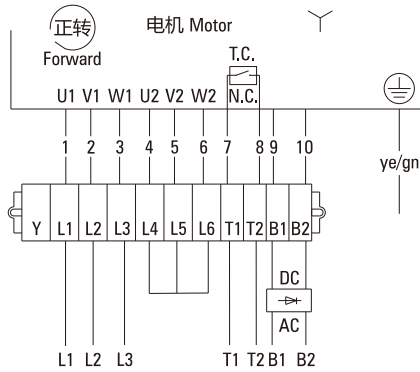 正转
电机 Motor
Forward
T.C.
N.C.
U1 V1 W1 U2 V2 W2
1 2 3 4 5 6 7 8 9 10
ye/gn
Y L1 L2 L3 L4 L5 L6 T1 T2 B1 B2
DC
AC
L1 L2 L3 T1 T2 B1 B2